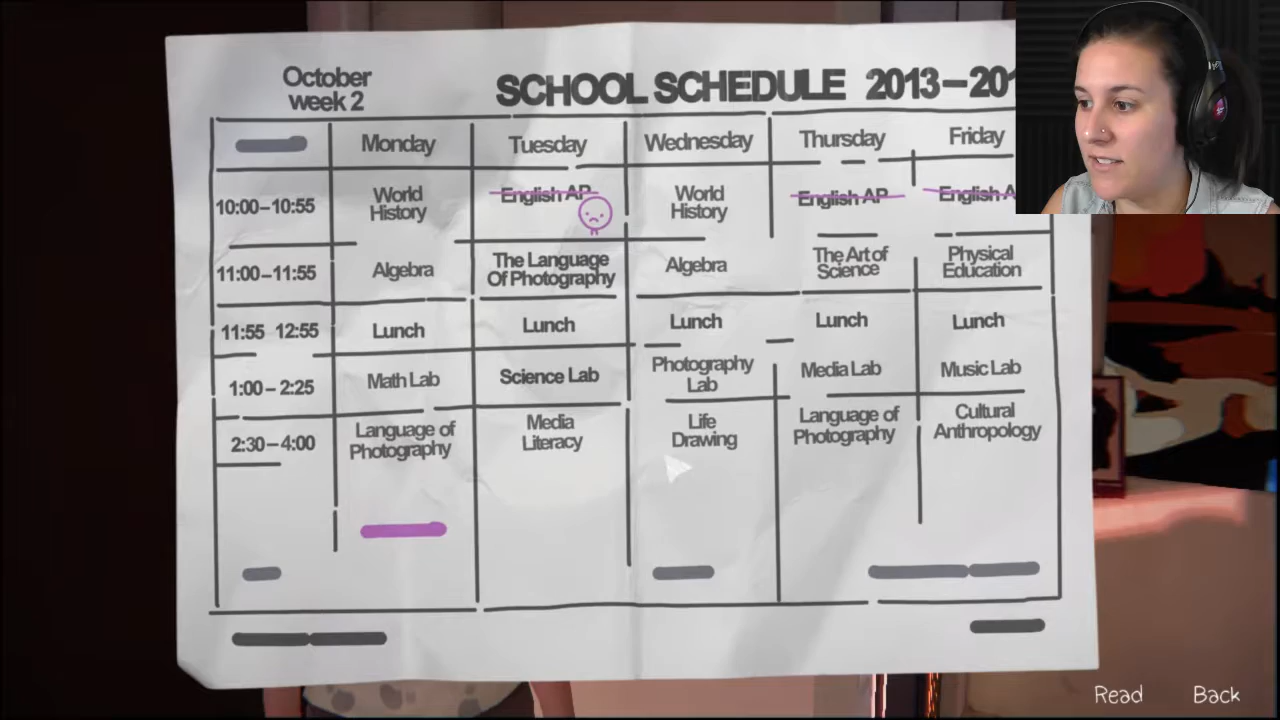 October
week 2
SCHOOL SCHEDULE 2013-201
Monday Tuesday Wednesday Thursday Friday
10:00-10:55 World History English AP World History English AP English A
11:00-11:55 Algebra The Language Of Photography Algebra The Art of Science Physical Education
11:55 12:55 Lunch Lunch Lunch Lunch Lunch
1:00-2:25 Math Lab Science Lab Photography Lab Media Lab Music Lab
2:30-4:00 Language of Photography Media Literacy Life Drawing Language of Photography Cultural Anthropology
Read Back